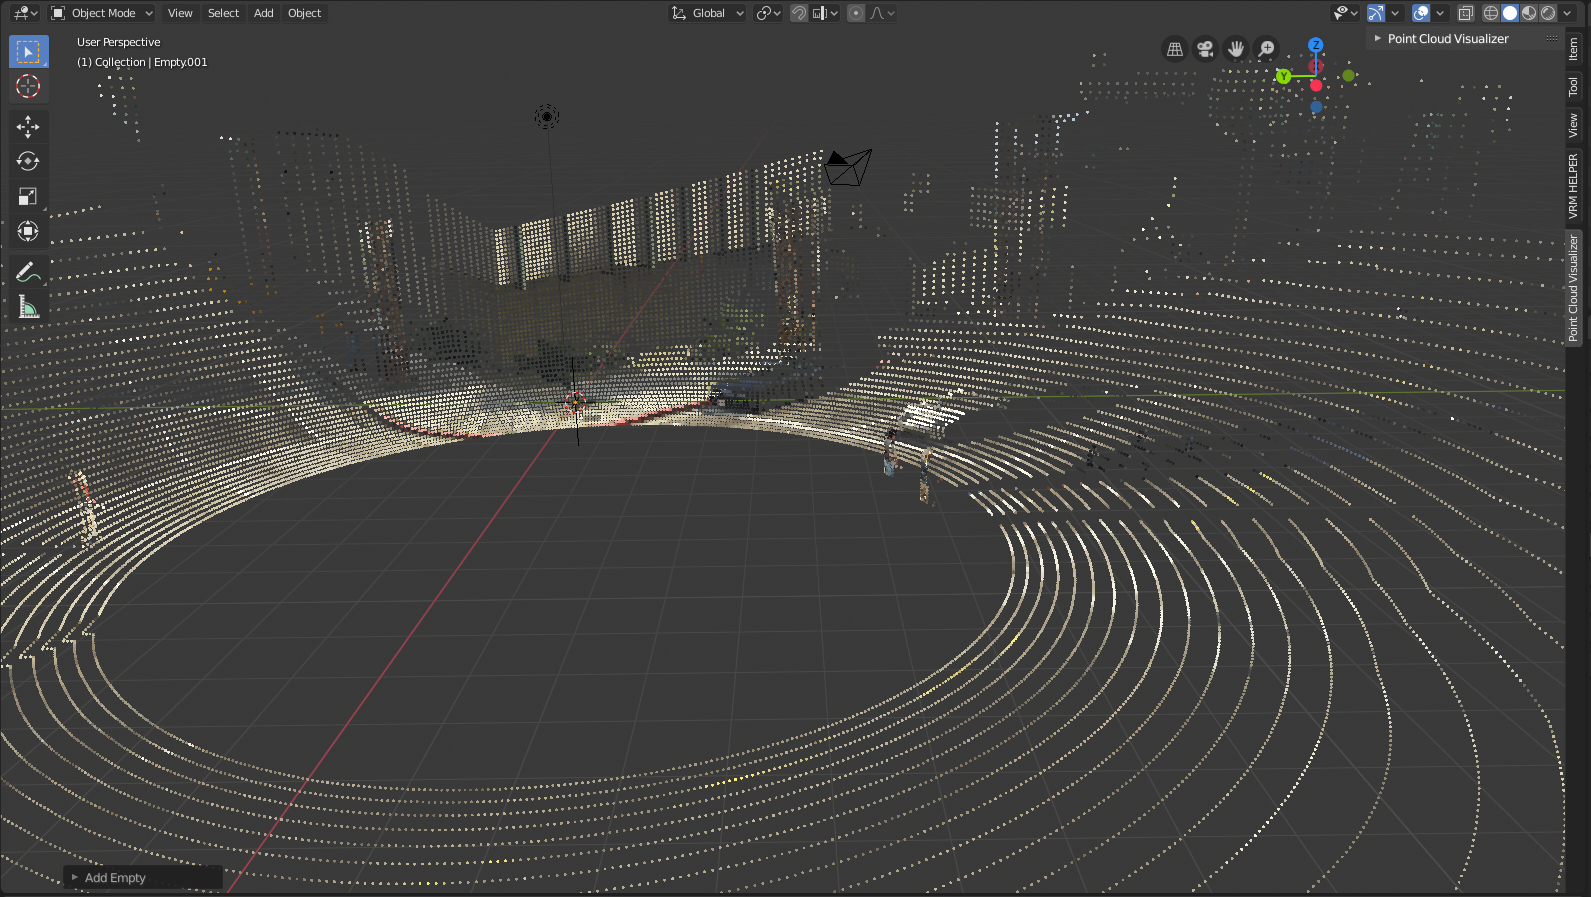 Object Mode
View
Select
Add
Object
Global
User Perspective
(1) Collection | Empty.001
Point Cloud Visualizer
Z
Y
Item
Tool
View
VRM HELPER
Point Cloud Visualizer
Add Empty